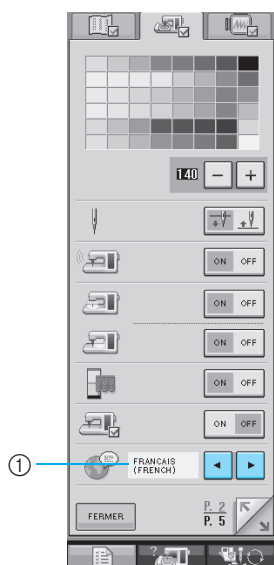 140 − +
ON OFF
ON OFF
ON OFF
ON OFF
ON OFF
① FRANCAIS
(FRENCH)
FERMER
P. 2
P. 5
?